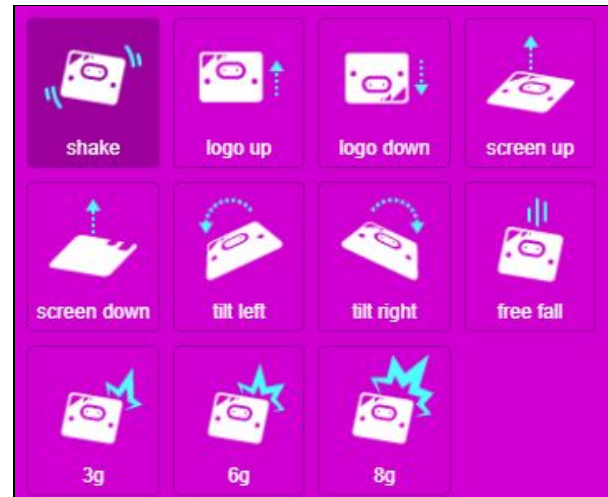 shake logo up logo down screen up
screen down tilt left tilt right free fall
3g 6g 8g